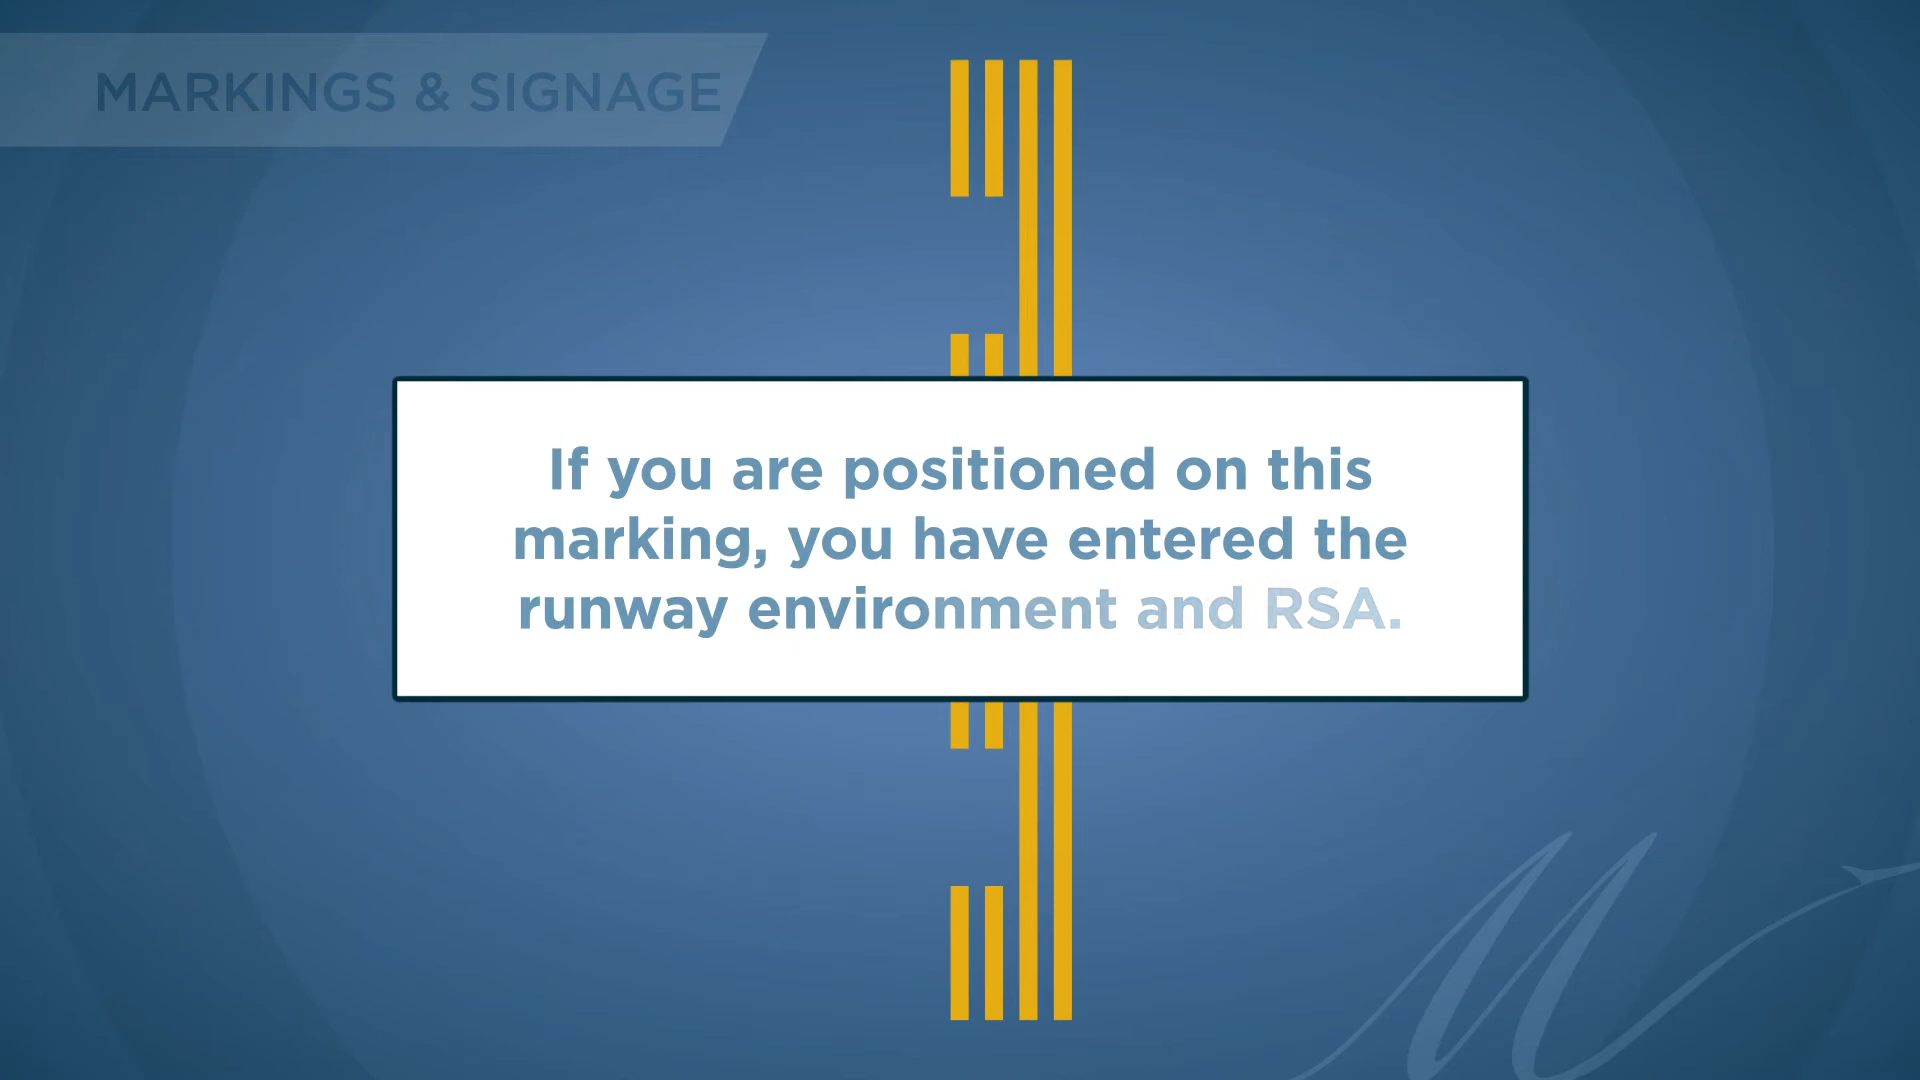 MARKINGS & SIGNAGE
If you are positioned on this
marking, you have entered the
runway environment and RSA.